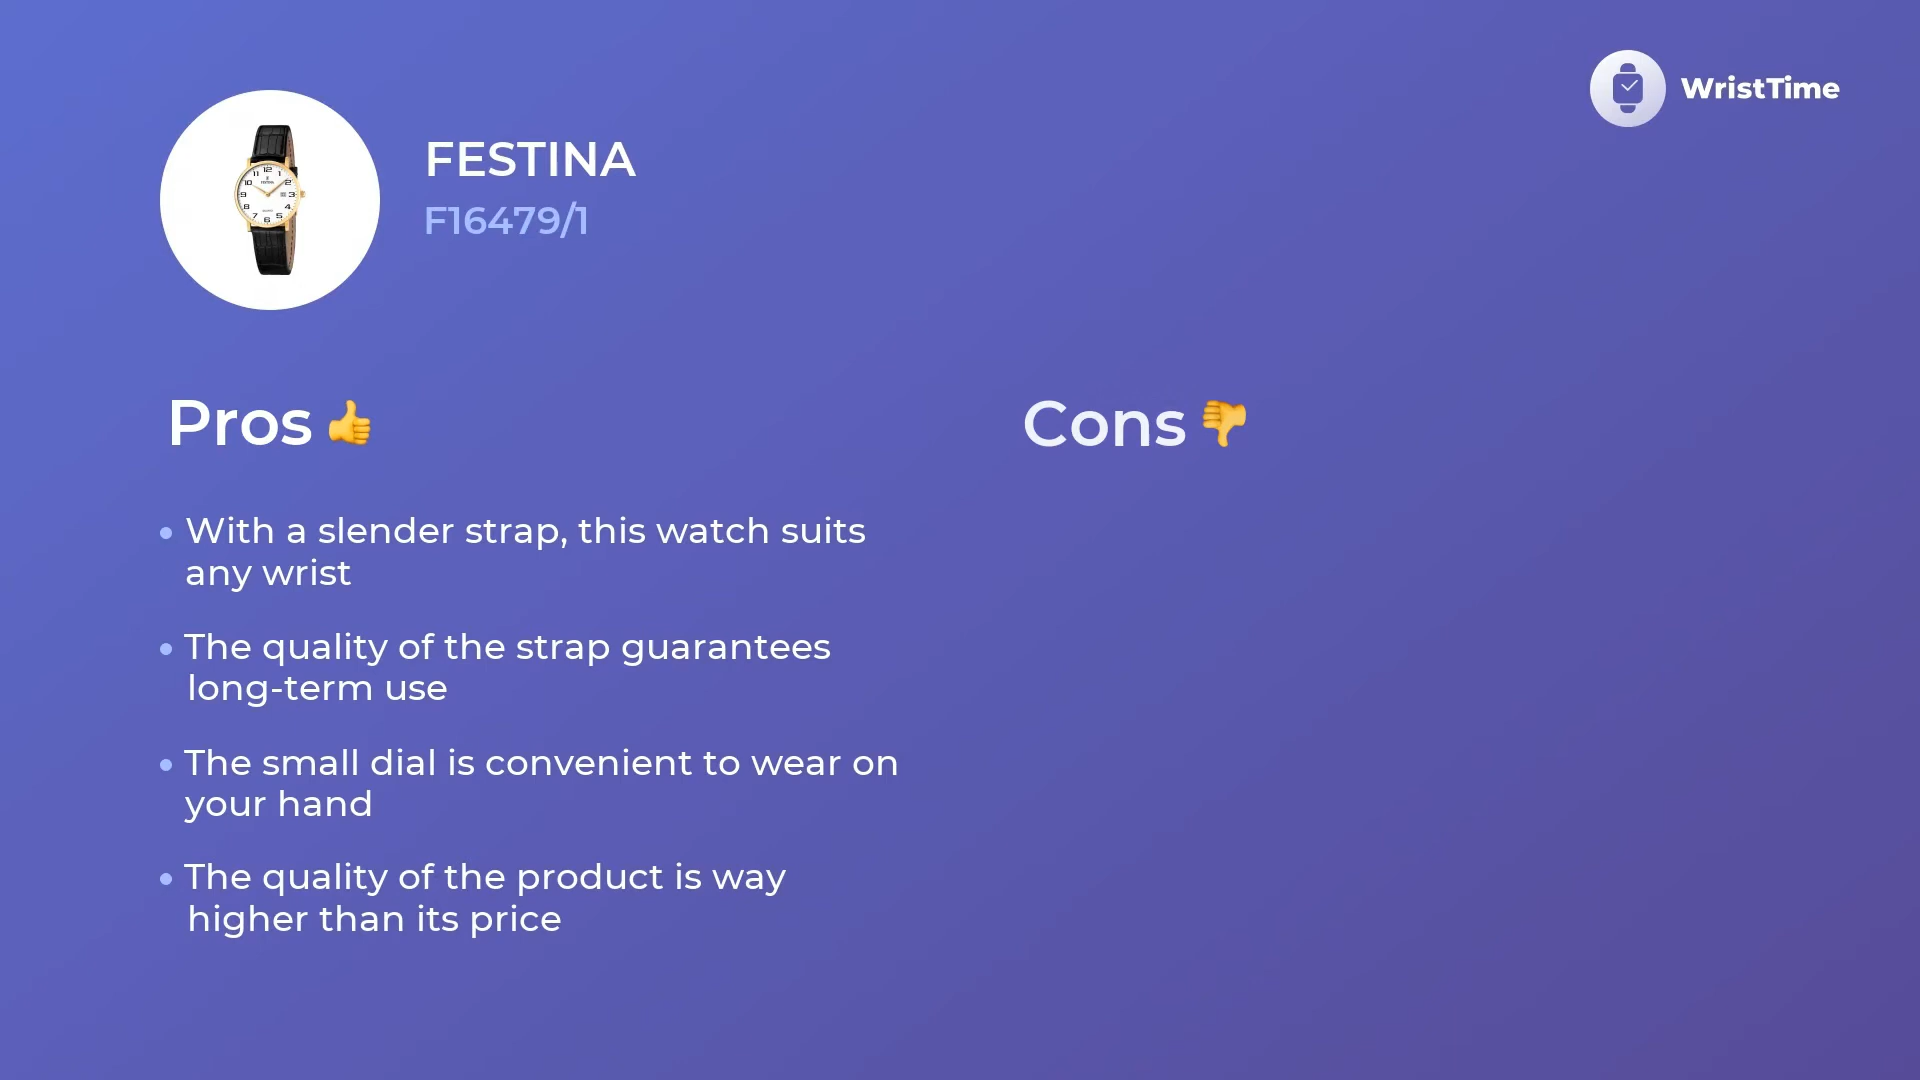 WristTime
FESTINA
F16479/1
Pros 👍
Cons 👎
• With a slender strap, this watch suits
any wrist
• The quality of the strap guarantees
long-term use
• The small dial is convenient to wear on
your hand
• The quality of the product is way
higher than its price